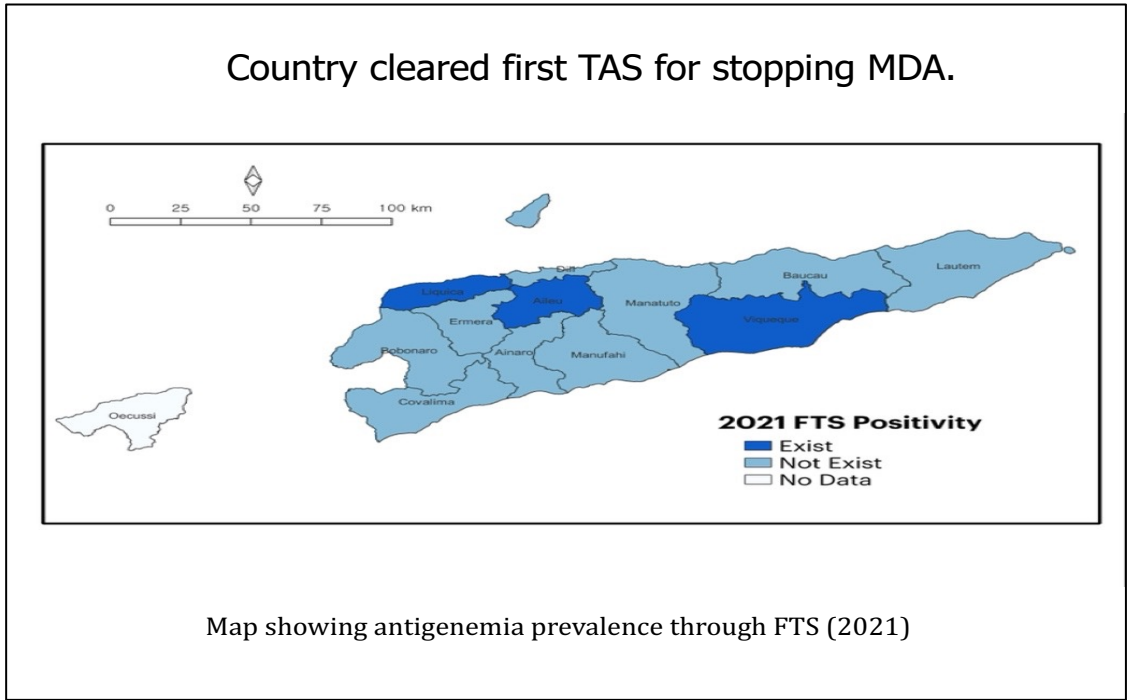 Country cleared first TAS for stopping MDA.
0 25 50 75 100 km
Dili
Baucau
Lautem
Liquica
Aileu
Manatuto
Viqueque
Ermera
Bobonaro
Ainaro
Manufahi
Covalima
Oecussi
2021 FTS Positivity
Exist
Not Exist
No Data
Map showing antigenemia prevalence through FTS (2021)